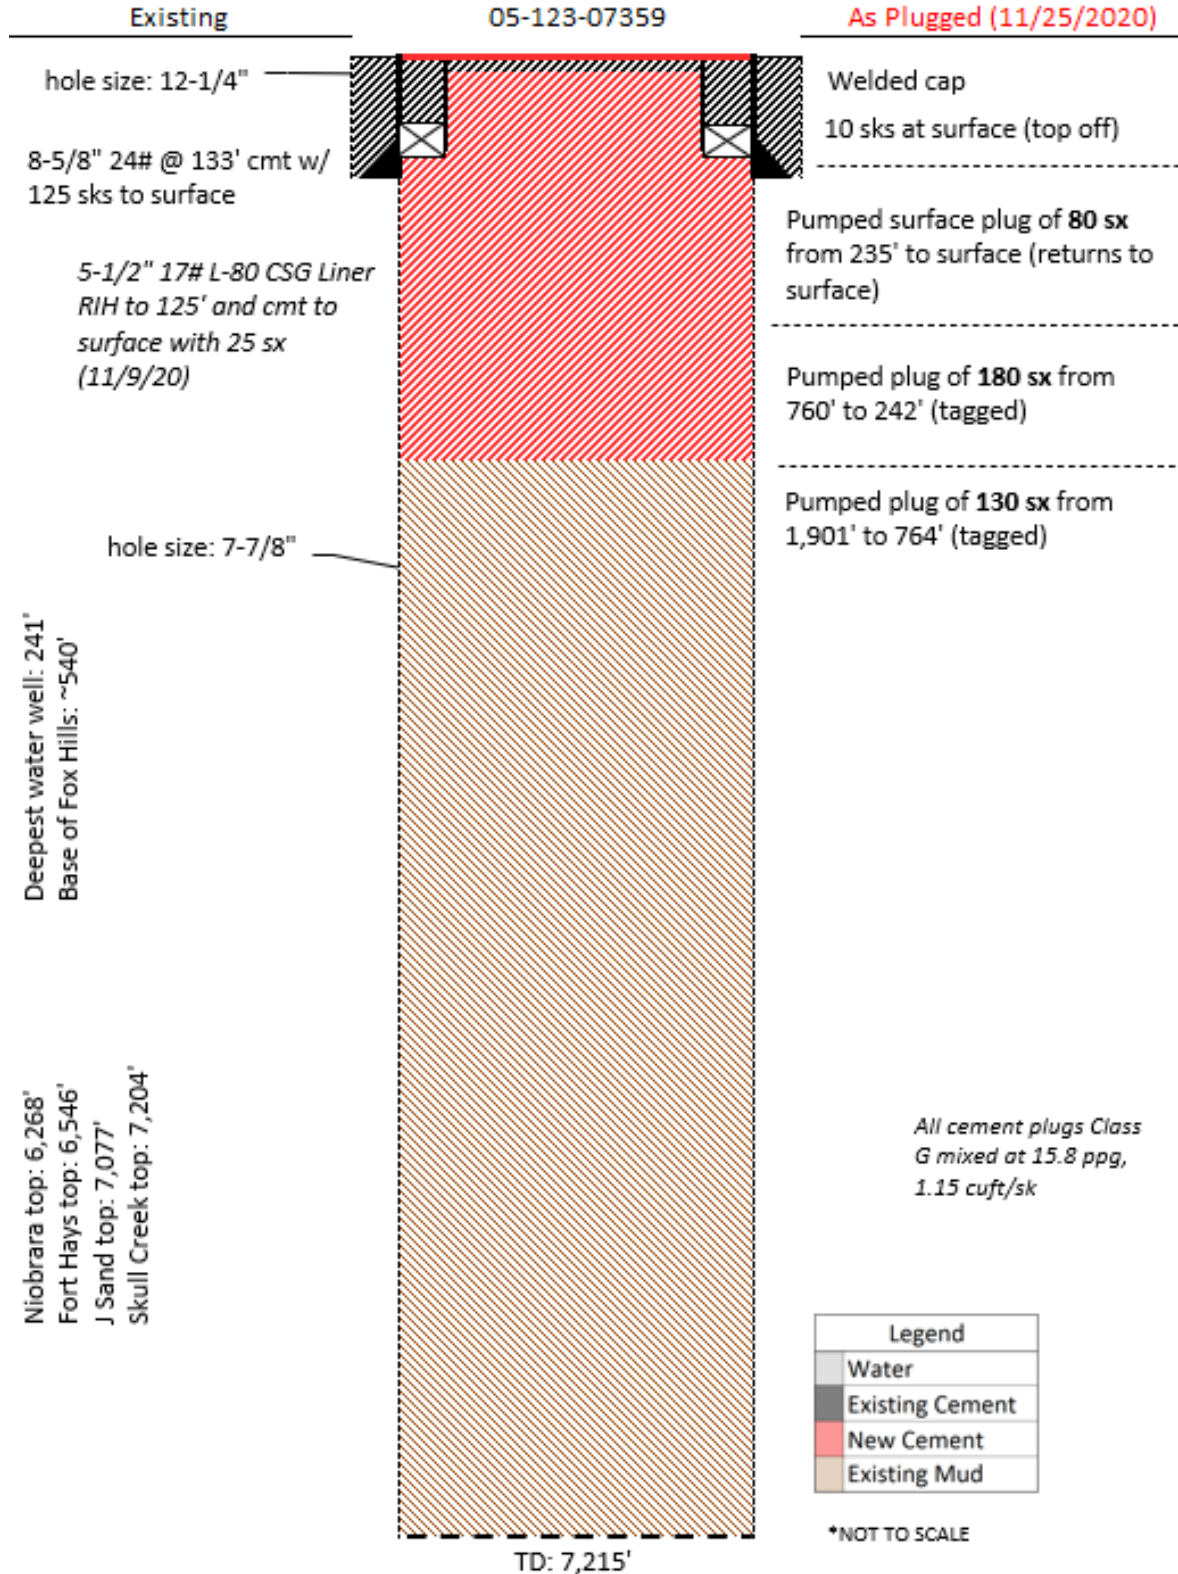 Existing
05-123-07359
As Plugged (11/25/2020)
hole size: 12-1/4"
8-5/8" 24# @ 133' cmt w/
125 sks to surface
5-1/2" 17# L-80 CSG Liner
RIH to 125' and cmt to
surface with 25 sx
(11/9/20)
hole size: 7-7/8"
Deepest water well: 241'
Base of Fox Hills: ~540'
Niobrara top: 6,268'
Fort Hays top: 6,546'
J Sand top: 7,077'
Skull Creek top: 7,204'
Welded cap
10 sks at surface (top off)
Pumped surface plug of 80 sx
from 235' to surface (returns to
surface)
Pumped plug of 180 sx from
760' to 242' (tagged)
Pumped plug of 130 sx from
1,901' to 764' (tagged)
All cement plugs Class
G mixed at 15.8 ppg,
1.15 cuft/sk
Legend
Water
Existing Cement
New Cement
Existing Mud
*NOT TO SCALE
TD: 7,215'